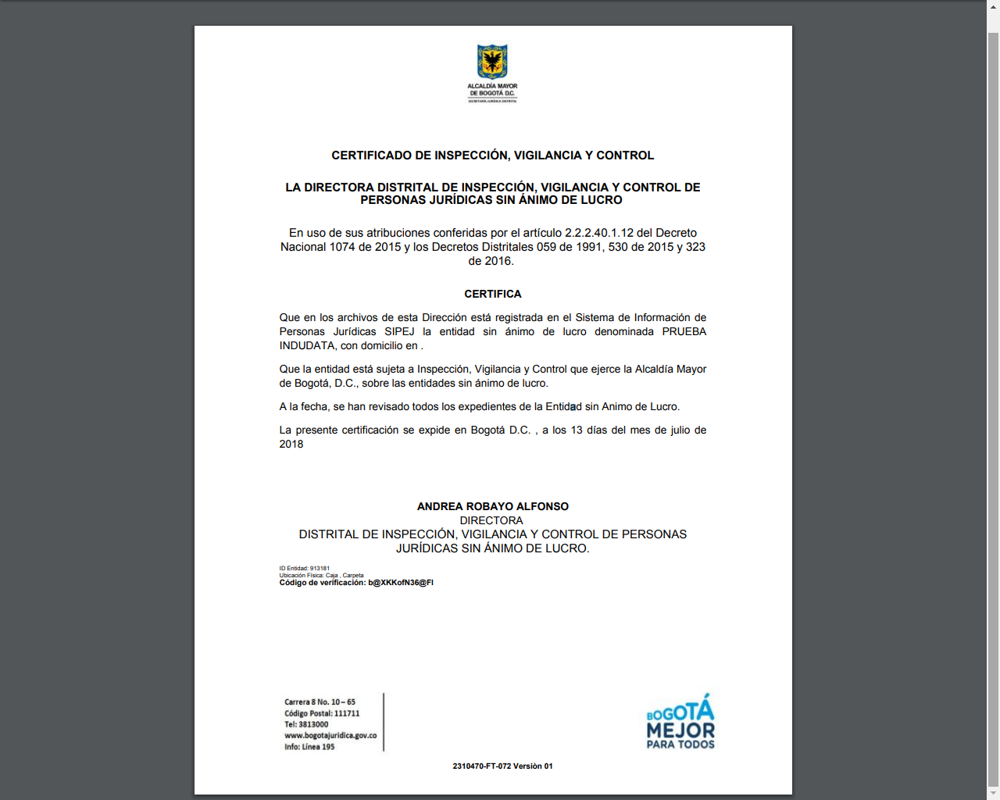 ALCALDÍA MAYOR
DE BOGOTÁ D.C.
SECRETARÍA JURÍDICA DISTRITAL
CERTIFICADO DE INSPECCIÓN, VIGILANCIA Y CONTROL
LA DIRECTORA DISTRITAL DE INSPECCIÓN, VIGILANCIA Y CONTROL DE
PERSONAS JURÍDICAS SIN ÁNIMO DE LUCRO
En uso de sus atribuciones conferidas por el artículo 2.2.2.40.1.12 del Decreto
Nacional 1074 de 2015 y los Decretos Distritales 059 de 1991, 530 de 2015 y 323
de 2016.
CERTIFICA
Que en los archivos de esta Dirección está registrada en el Sistema de Información de
Personas Jurídicas SIPEJ la entidad sin ánimo de lucro denominada PRUEBA
INDUDATA, con domicilio en .
Que la entidad está sujeta a Inspección, Vigilancia y Control que ejerce la Alcaldía Mayor
de Bogotá, D.C., sobre las entidades sin ánimo de lucro.
A la fecha, se han revisado todos los expedientes de la Entidad sin Animo de Lucro.
La presente certificación se expide en Bogotá D.C. , a los 13 días del mes de julio de
2018
ANDREA ROBAYO ALFONSO
DIRECTORA
DISTRITAL DE INSPECCIÓN, VIGILANCIA Y CONTROL DE PERSONAS
JURÍDICAS SIN ÁNIMO DE LUCRO.
ID Entidad: 913181
Ubicación Física: Caja , Carpeta
Código de verificación: b@XKKofN36@FI
Carrera 8 No. 10 – 65
Código Postal: 111711
Tel: 3813000
www.bogotajuridica.gov.co
Info: Línea 195
BOGOTÁ
MEJOR
PARA TODOS
2310470-FT-072 Versiòn 01